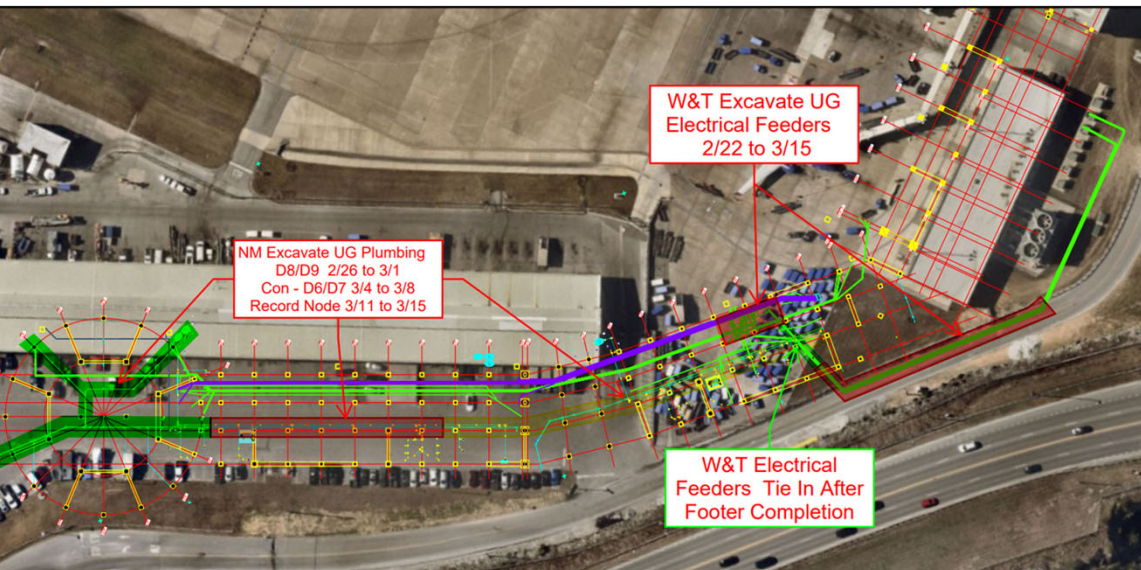 W&T Excavate UG
Electrical Feeders
2/22 to 3/15
NM Excavate UG Plumbing
D8/D9 2/26 to 3/1
Con - D6/D7 3/4 to 3/8
Record Node 3/11 to 3/15
W&T Electrical
Feeders Tie In After
Footer Completion